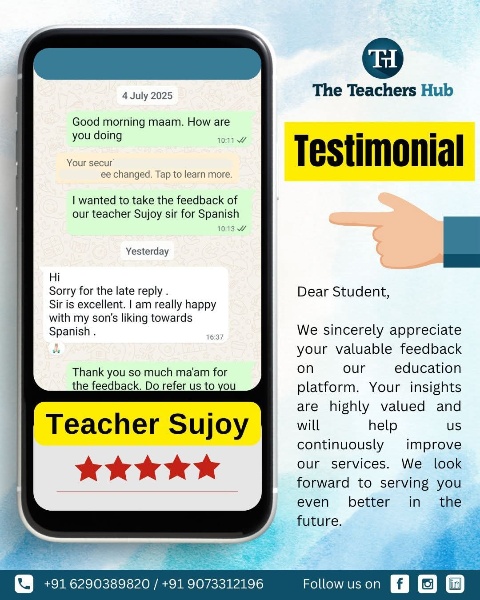 TH
The Teachers Hub
Testimonial
4 July 2025
Good morning maam. How are
you doing
10:11
Your secur
ee changed. Tap to learn more.
I wanted to take the feedback of
our teacher Sujoy sir for Spanish
10:13
Yesterday
Hi
Sorry for the late reply .
Sir is excellent. I am really happy
with my son's liking towards
Spanish .
16:37
Thank you so much ma'am for
the feedback. Do refer us to you
Teacher Sujoy
Dear Student,
We sincerely appreciate
your valuable feedback
on our education
platform. Your insights
are highly valued and
will help us
continuously improve
our services. We look
forward to serving you
even better in the
future.
+91 6290389820 / +91 9073312196
Follow us on